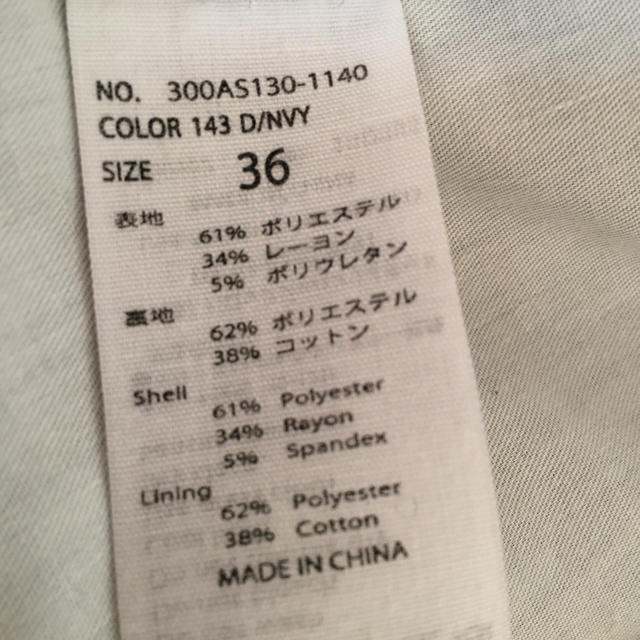 NO. 300AS130-1140
COLOR 143 D/NVY
SIZE 36
表地
61% ポリエステル
34% レーヨン
5% ポリウレタン
裏地
62% ポリエステル
38% コットン
Shell
61% Polyester
34% Rayon
5% Spandex
Lining
62% Polyester
38% Cotton
MADE IN CHINA